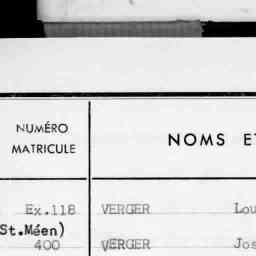 NUMÉRO
MATRICULE
NOMS ET
Ex.118 VERGER Lou
St.Méen)
400 VERGER Jos